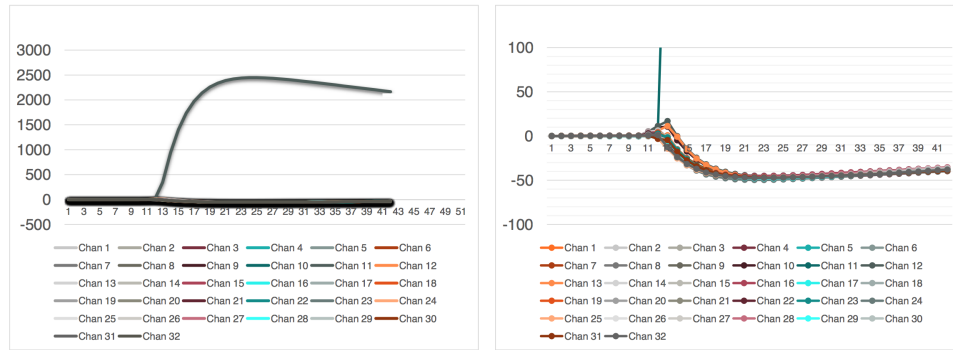 3000
2500
2000
1500
1000
500
0
-500
1 3 5 7 9 11 13 15 17 19 21 23 25 27 29 31 33 35 37 39 41 43 45 47 49 51
Chan 1 Chan 2 Chan 3 Chan 4 Chan 5 Chan 6
Chan 7 Chan 8 Chan 9 Chan 10 Chan 11 Chan 12
Chan 13 Chan 14 Chan 15 Chan 16 Chan 17 Chan 18
Chan 19 Chan 20 Chan 21 Chan 22 Chan 23 Chan 24
Chan 25 Chan 26 Chan 27 Chan 28 Chan 29 Chan 30
Chan 31 Chan 32
100
50
0
-50
-100
1 3 5 7 9 11 15 17 19 21 23 25 27 29 31 33 35 37 39 41
Chan 1 Chan 2 Chan 3 Chan 4 Chan 5 Chan 6
Chan 7 Chan 8 Chan 9 Chan 10 Chan 11 Chan 12
Chan 13 Chan 14 Chan 15 Chan 16 Chan 17 Chan 18
Chan 19 Chan 20 Chan 21 Chan 22 Chan 23 Chan 24
Chan 25 Chan 26 Chan 27 Chan 28 Chan 29 Chan 30
Chan 31 Chan 32